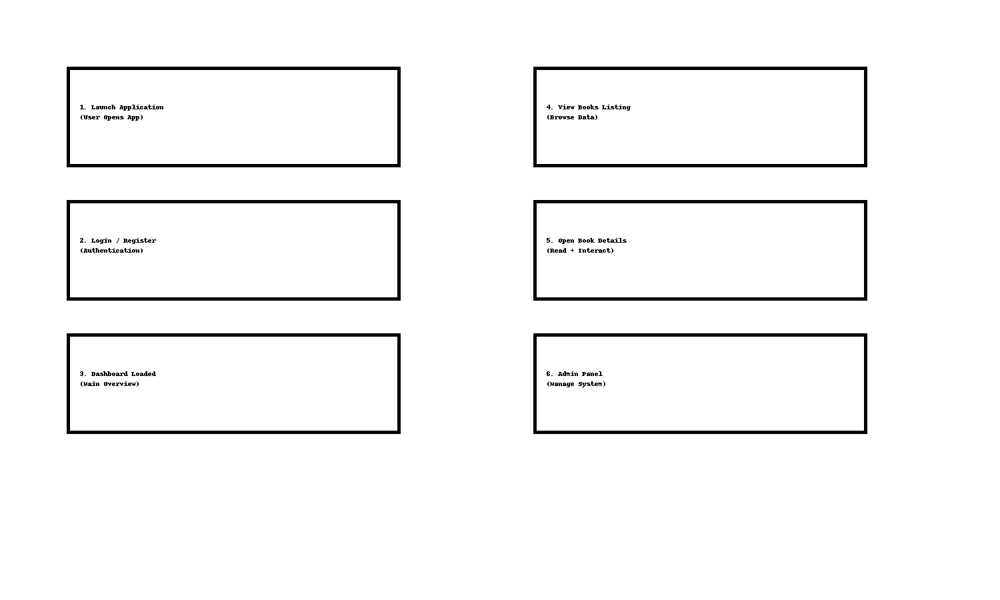 1. Launch Application
(User Opens App)
2. Login / Register
(Authentication)
3. Dashboard Loaded
(Main Overview)
4. View Books Listing
(Browse Data)
5. Open Book Details
(Read + Interact)
6. Admin Panel
(Manage System)